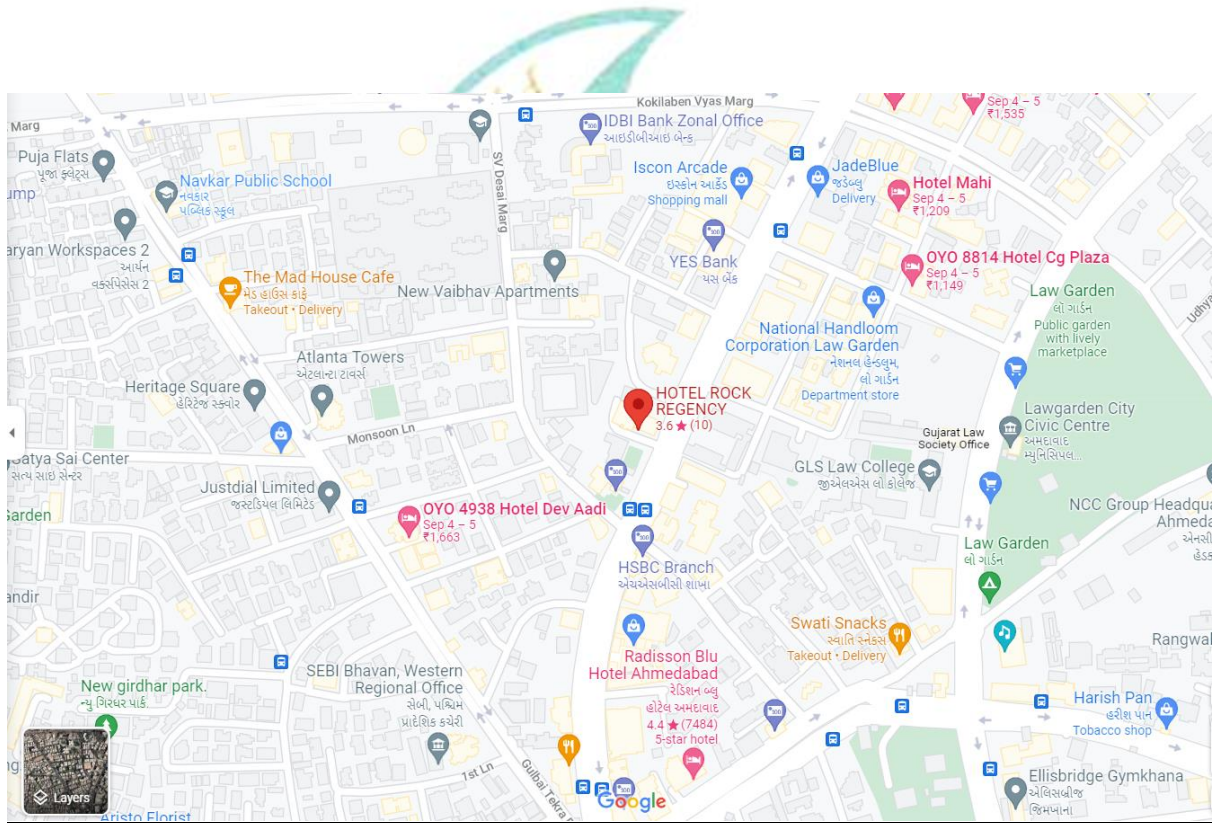 Kokilaben Vyas Marg
Marg
IDBI Bank Zonal Office
આઇડીબીઆઇ બેન્ક
Sep 4 – 5
₹1,535
Puja Flats
પૂજા ફ્લેટ્સ
SV Desai Marg
Iscon Arcade
ઇસ્કોન આર્કેડ
Shopping mall
JadeBlue
જેડબ્લુ
Delivery
Navkar Public School
નવકાર
પબ્લિક સ્કૂલ
Hotel Mahi
Sep 4 – 5
₹1,209
ump
aryan Workspaces 2
આર્યન
વર્કસ્પેસેસ 2
YES Bank
યસ બેંક
OYO 8814 Hotel Cg Plaza
Sep 4 – 5
₹1,149
The Mad House Cafe
મેડ હાઉસ કાફે
Takeout • Delivery
New Vaibhav Apartments
Law Garden
લો ગાર્ડન
Public garden
with lively
marketplace
Udhya
National Handloom
Corporation Law Garden
નેશનલ હેન્ડલુમ,
લો ગાર્ડન
Department store
Atlanta Towers
એટલાન્ટા ટાવર્સ
Heritage Square
હેરિટેજ સ્ક્વોર
HOTEL ROCK
REGENCY
3.6 ★ (10)
Monsoon Ln
Lawgarden City
Civic Centre
અમદાવાદ
મ્યુનિસિપલ...
Gujarat Law
Society Office
Satya Sai Center
સત્ય સાઇ સેન્ટર
GLS Law College
જીએલએસ લો કોલેજ
Justdial Limited
જસ્ટડિયલ લિમિટેડ
Garden
OYO 4938 Hotel Dev Aadi
Sep 4 – 5
₹1,663
NCC Group Headqua
Ahmeda
એનસી
હેડક
Law Garden
લો ગાર્ડન
HSBC Branch
એચએસબીસી શાખા
andir
Swati Snacks
સ્વાતિ સ્નેકસ
Takeout • Delivery
Rangwal
Radisson Blu
Hotel Ahmedabad
રેડિશન બ્લુ
હોટેલ અમદાવાદ
4.4 ★ (7484)
5-star hotel
SEBI Bhavan, Western
Regional Office
સેબી, પશ્ચિમ
પ્રાદેશિક કચેરી
New girdhar park.
ન્યુ ગિરધર પાર્ક.
Harish Pan
હરીશ પાન
Tobacco shop
1st Ln
Gulbai Tekra
Ellisbridge Gymkhana
એલિસબ્રીજ
જિમખાના
Layers
Google
Aristo Florist